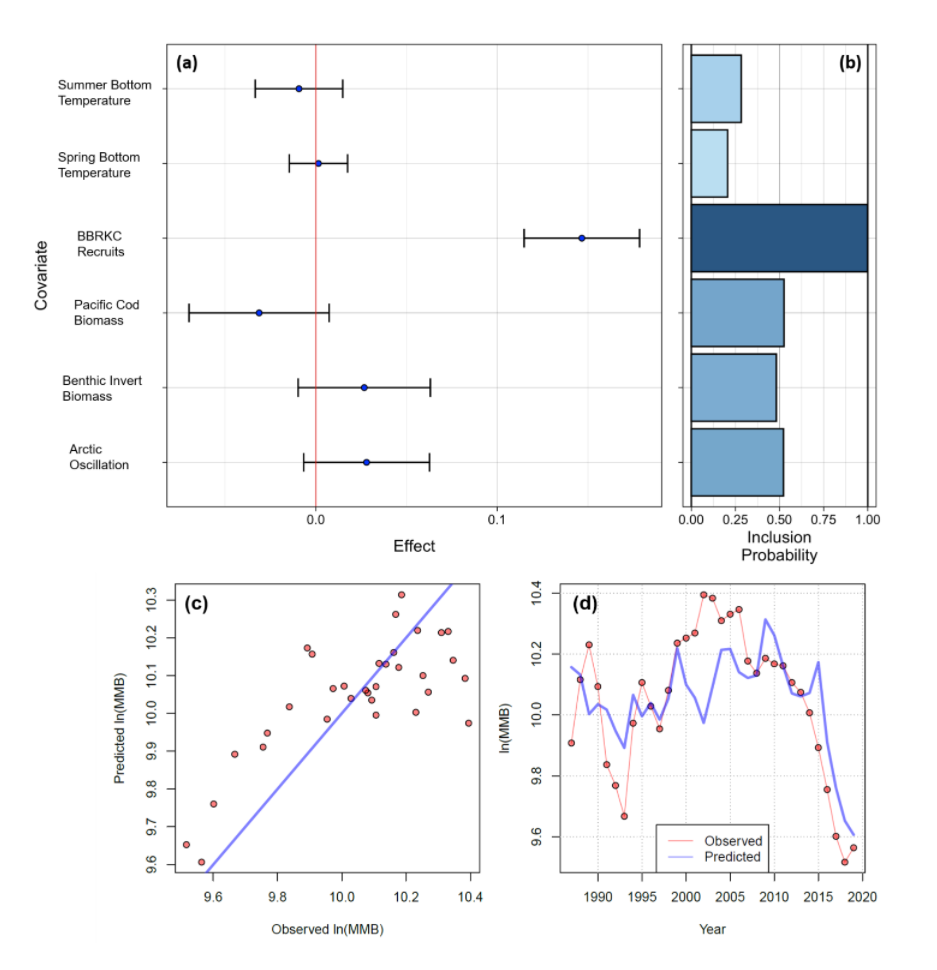 (a)
(b)
Summer Bottom
Temperature
Spring Bottom
Temperature
BBRKC
Recruits
Pacific Cod
Biomass
Benthic Invert
Biomass
Arctic
Oscillation
Covariate
0.0
0.1
Effect
0.00
0.25
0.50
0.75
1.00
Inclusion
Probability
(c)
10.3
10.2
10.1
10.0
9.9
9.8
9.7
9.6
Predicted ln(MMB)
9.6
9.8
10.0
10.2
10.4
Observed ln(MMB)
(d)
10.4
10.2
10.0
9.8
9.6
ln(MMB)
Observed
Predicted
1990
1995
2000
2005
2010
2015
2020
Year